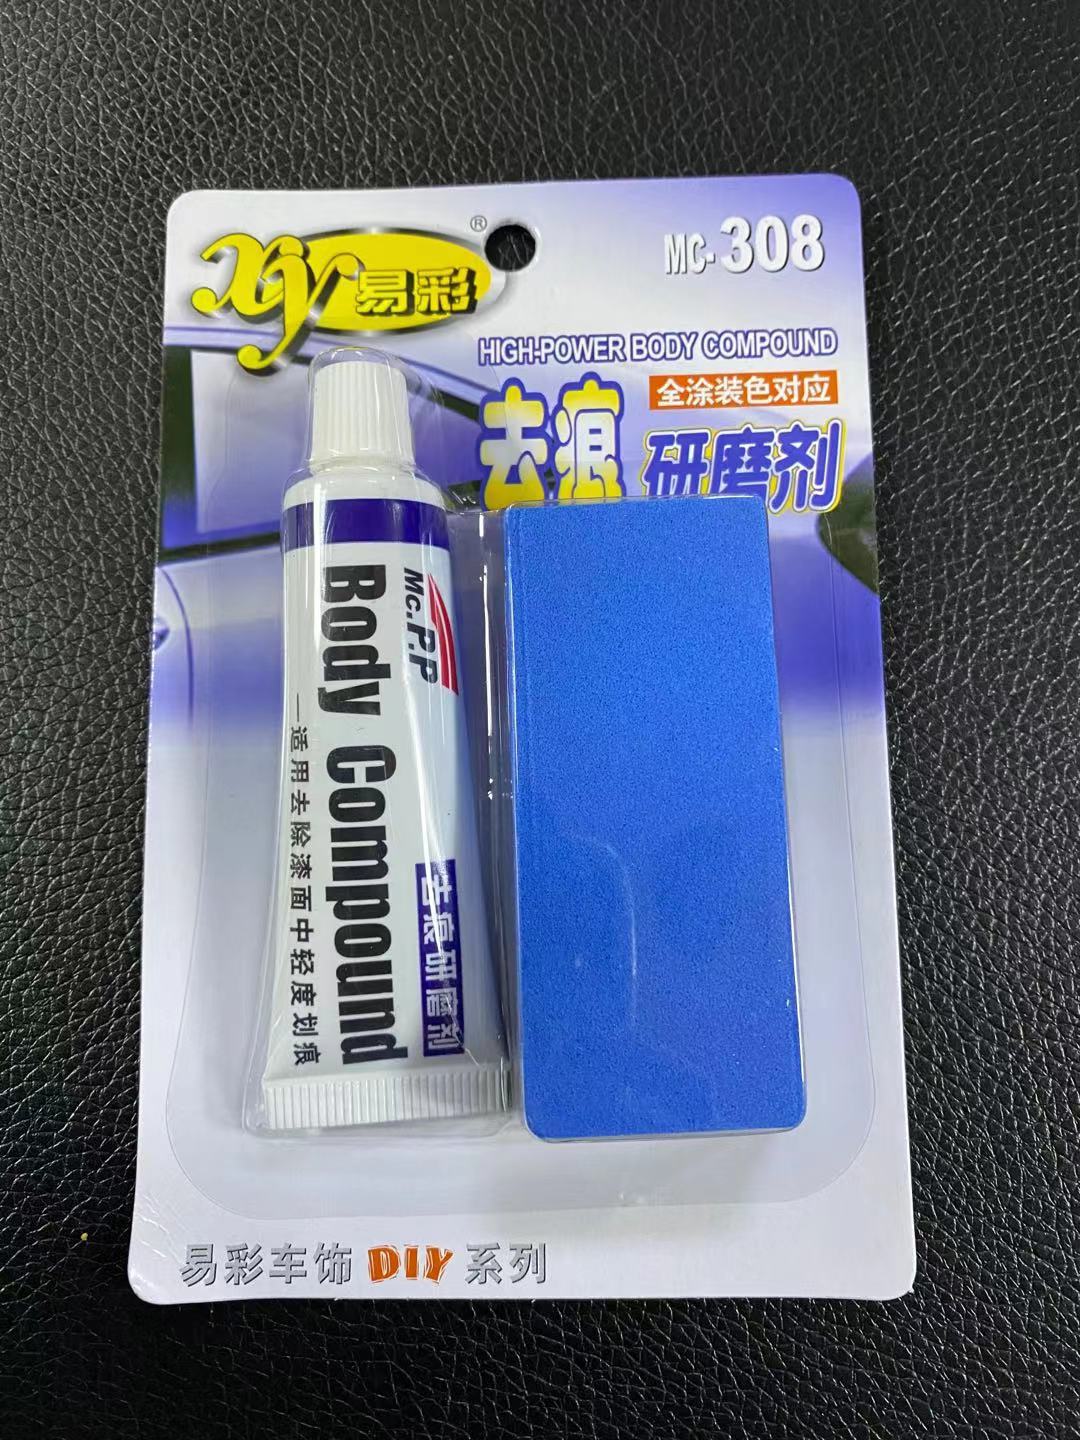 xy 易彩 ®
MC-308
HIGH-POWER BODY COMPOUND
全涂装色对应
去痕 研磨剂
Mc.P.P
Body Compound
去痕研磨剂
一适用去除漆面中轻度划痕
易彩车饰 DIY 系列